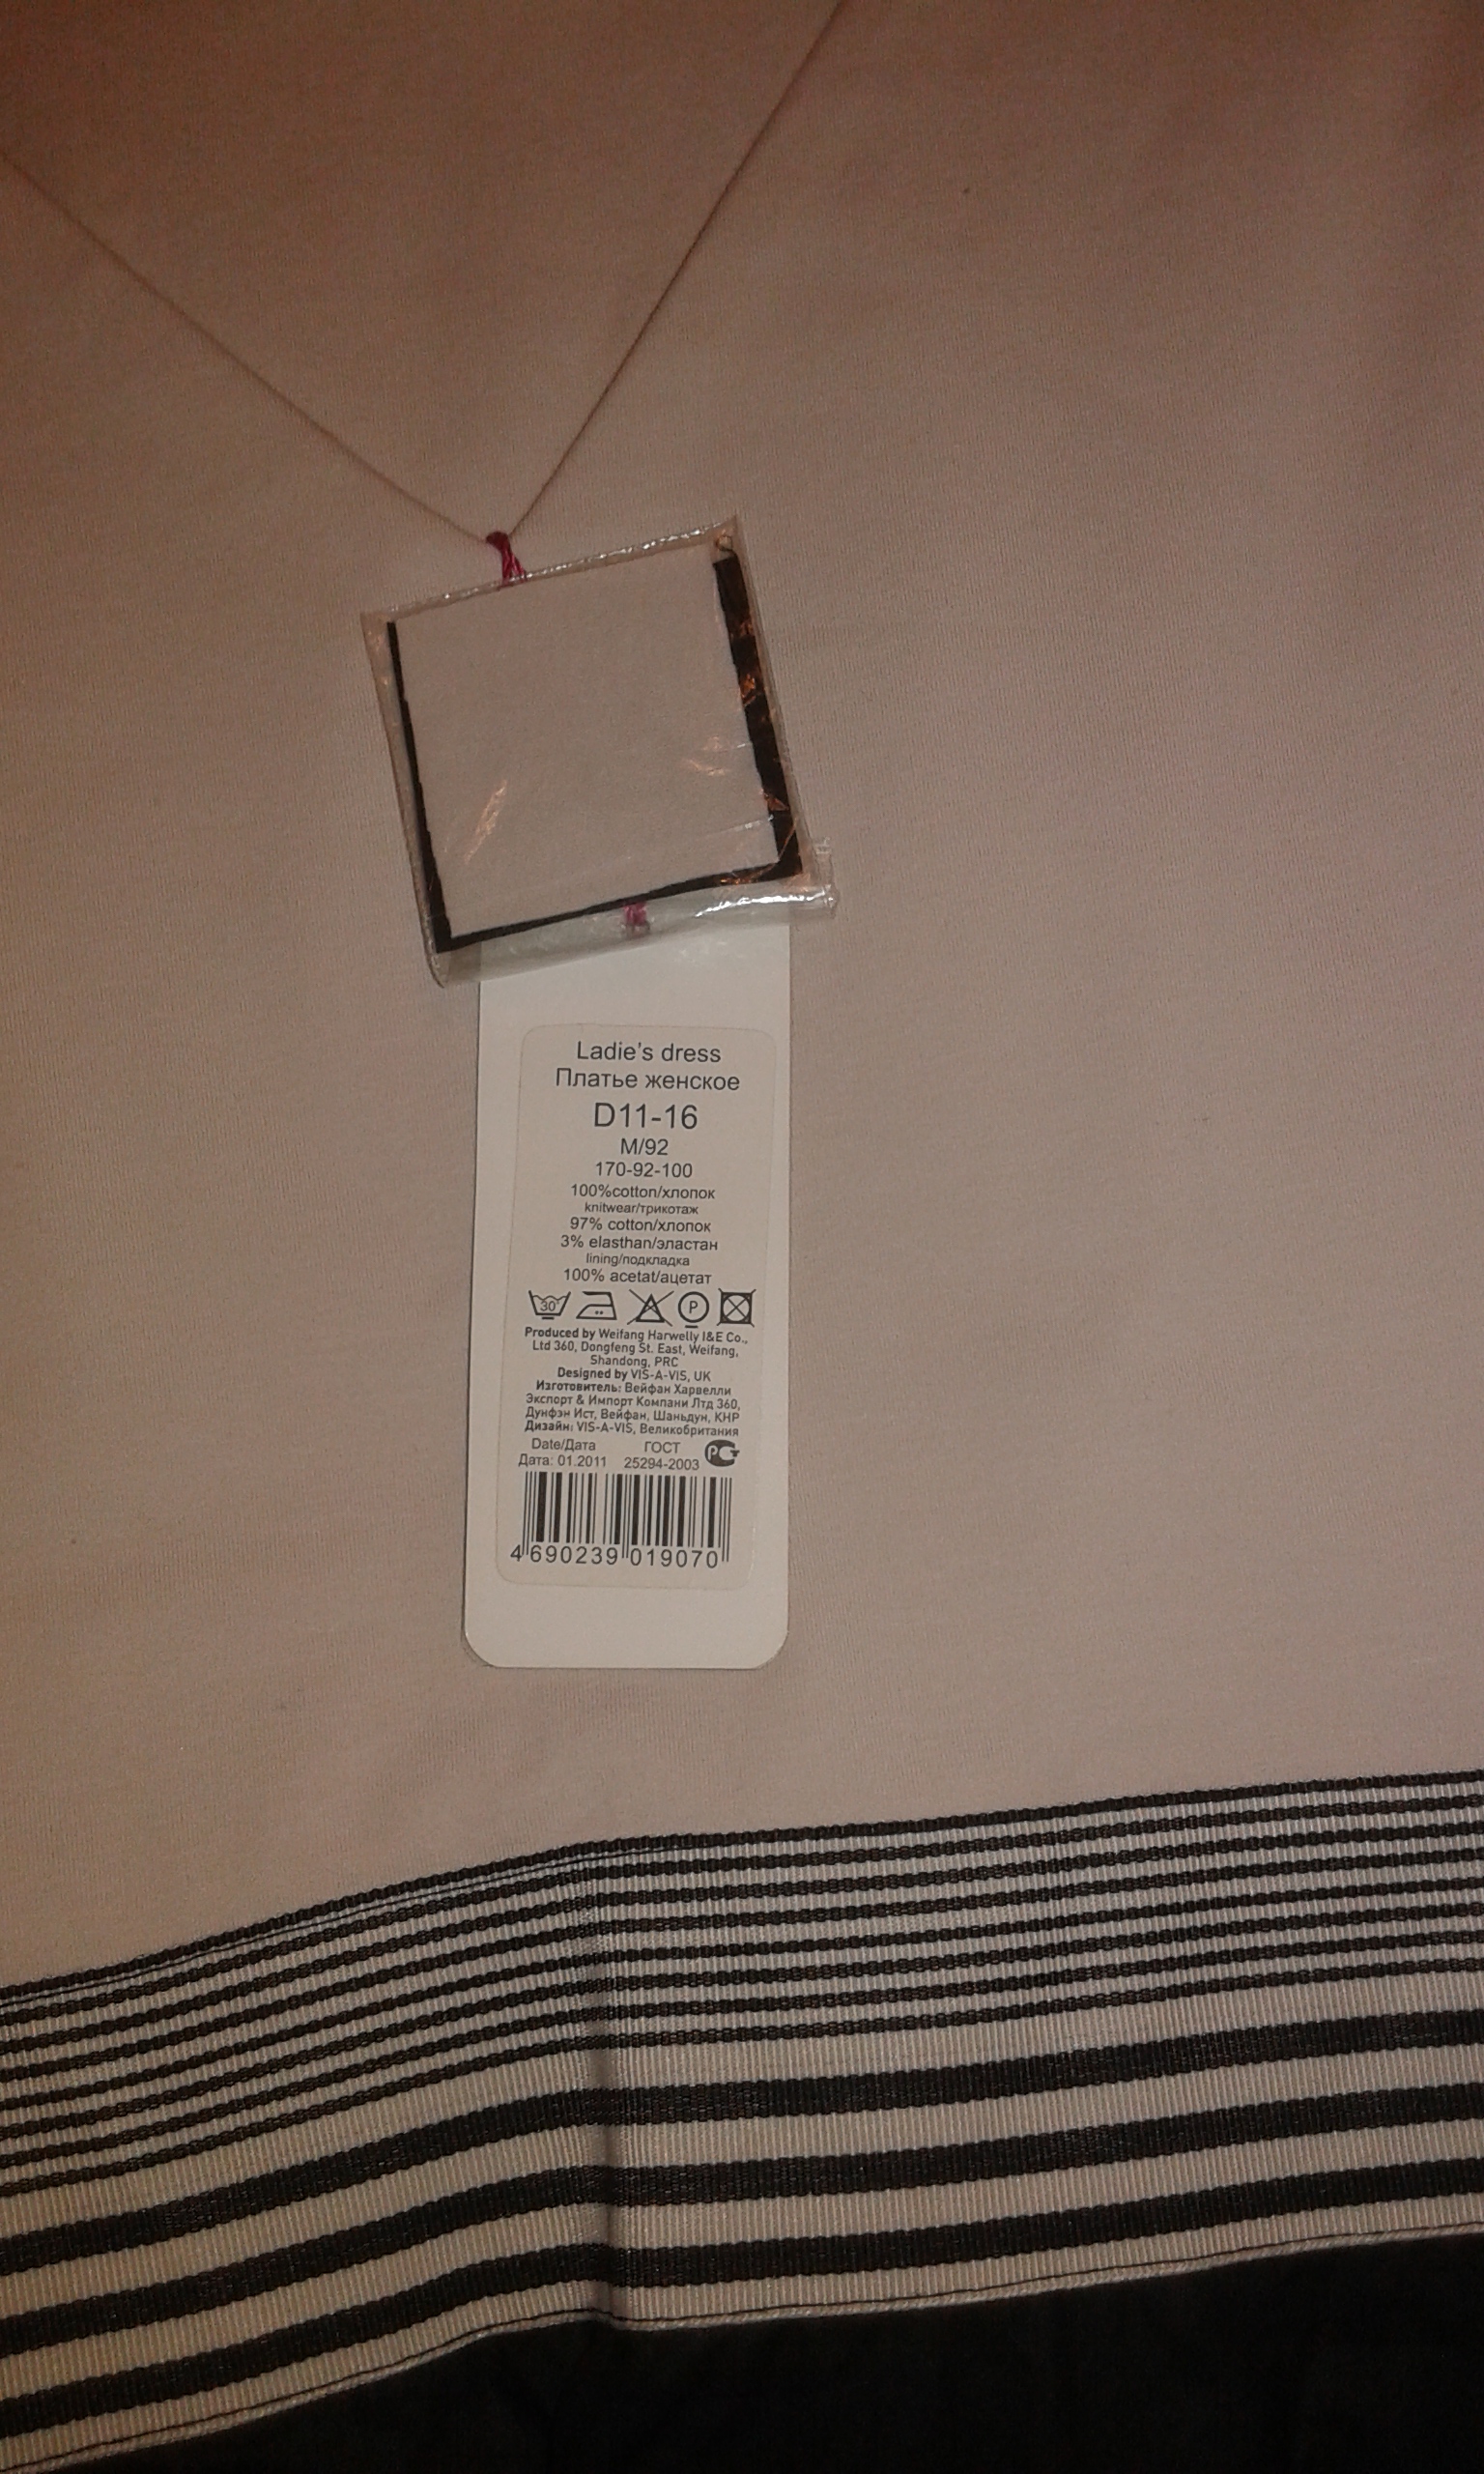 Ladie's dress
Платье женское
D11-16
M/92
170-92-100
100%cotton/хлопок
knitwear/трикотаж
97% cotton/хлопок
3% elasthan/эластан
lining/подкладка
100% acetat/ацетат
30° P
Produced by Weifang Harwelly I&E Co.,
Ltd 360, Dongfeng St. East, Weifang,
Shandong, PRC
Designed by VIS-A-VIS, UK
Изготовитель: Вейфан Харвелли
Экспорт & Импорт Компани Лтд 360,
Дунфэн Ист, Вейфан, Шаньдун, КНР
Дизайн: VIS-A-VIS, Великобритания
Date/Дата ГОСТ
Дата: 01.2011 25294-2003 РСТ
4 690239 019070